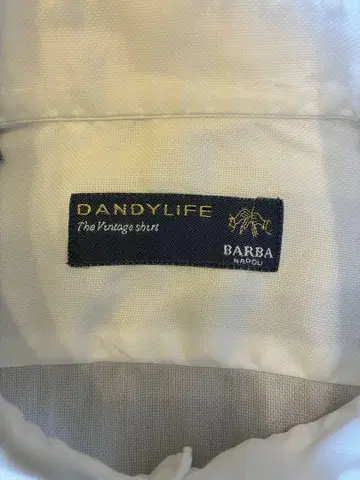 DANDYLIFE
The Vintage shirt
BARBA
NAPOLI